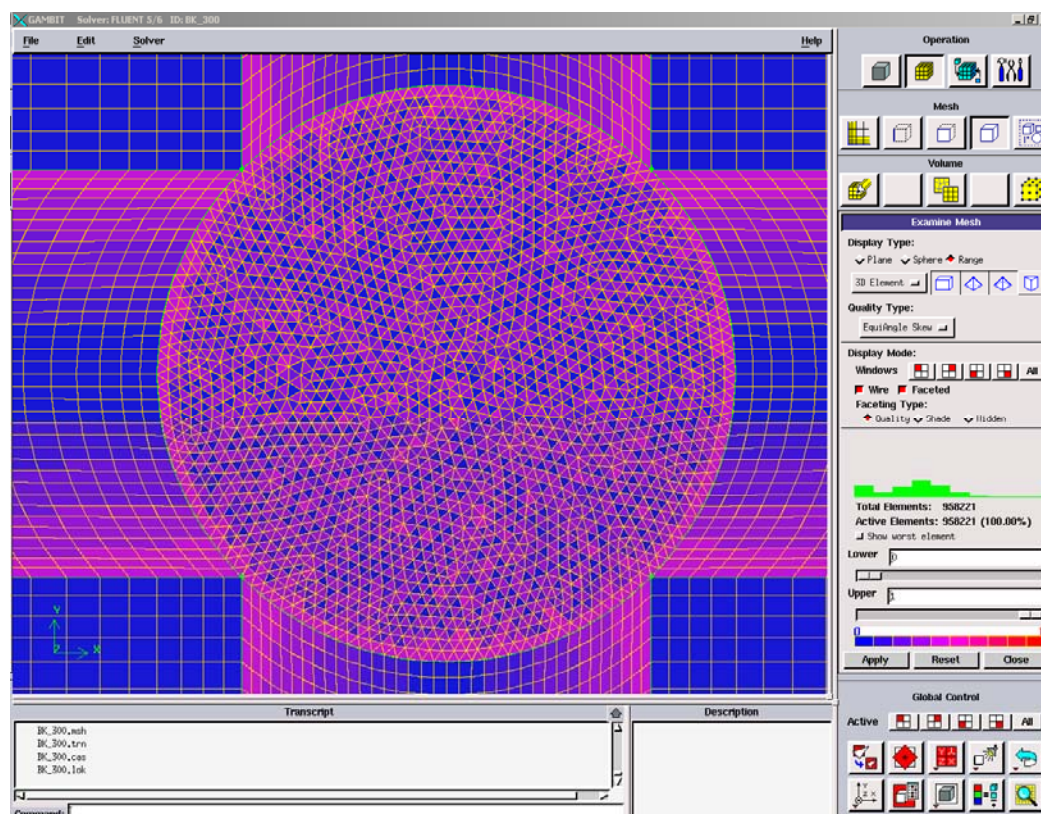 GAMBIT Solver: FLUENT 5/6 ID: BK_300
File Edit Solver Help
Operation
Mesh
Volume
Examine Mesh
Display Type:
Plane Sphere Range
3D Element
Quality Type:
EquiAngle Skew
Display Mode:
Windows All
Wire Faceted
Faceting Type:
Quality Shade Hidden
Total Elements: 958221
Active Elements: 958221 (100.00%)
Show worst element
Lower 0
Upper 1
0
Apply Reset Close
Y
Z X
Transcript Description
BK_300.msh
BK_300.trn
BK_300.cas
BK_300.lok
Command:
Global Control
Active All